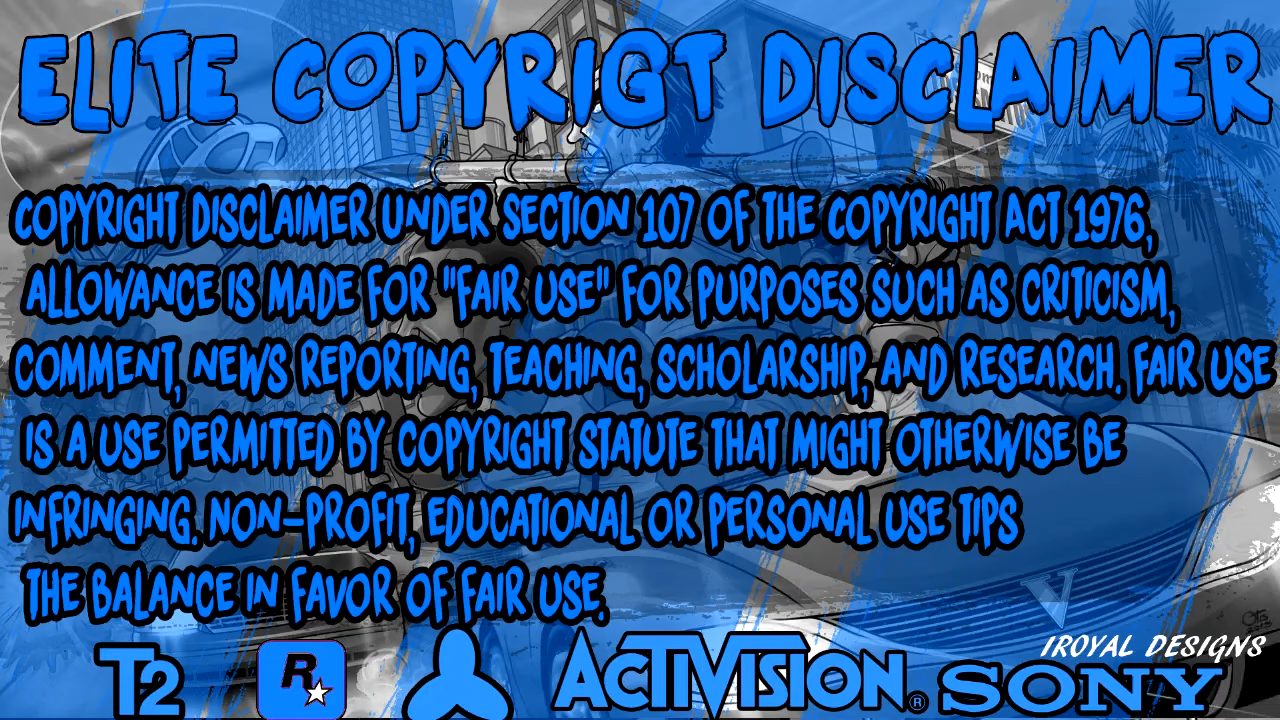 ELITE COPYRIGT DISCLAIMER
COPYRIGHT DISCLAIMER UNDER SECTION 107 OF THE COPYRIGHT ACT 1976,
ALLOWANCE IS MADE FOR "FAIR USE" FOR PURPOSES SUCH AS CRITICISM,
COMMENT, NEWS REPORTING, TEACHING, SCHOLARSHIP, AND RESEARCH. FAIR USE
IS A USE PERMITTED BY COPYRIGHT STATUTE THAT MIGHT OTHERWISE BE
INFRINGING. NON-PROFIT, EDUCATIONAL OR PERSONAL USE TIPS
THE BALANCE IN FAVOR OF FAIR USE.
IROYAL DESIGNS
T2 R ACTIVISION® SONY